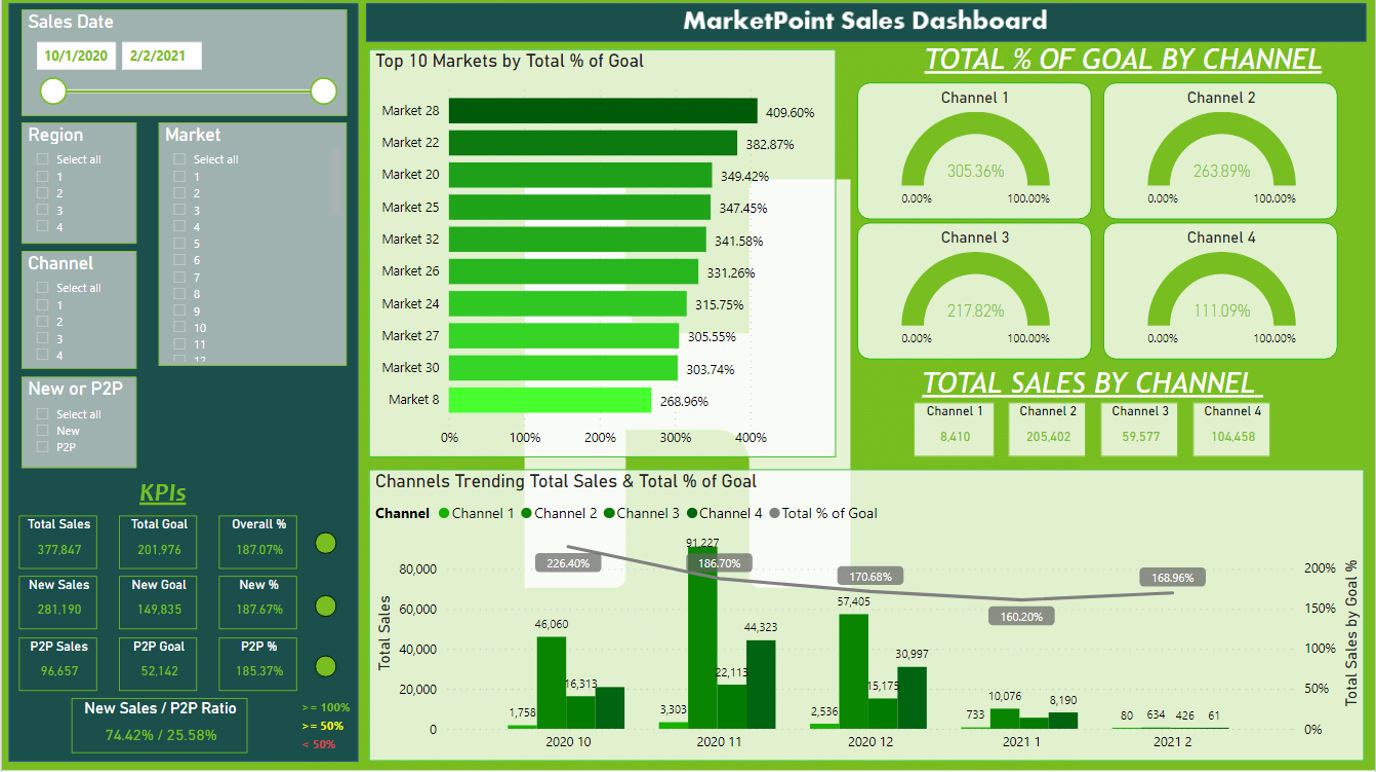 MarketPoint Sales Dashboard
Sales Date
10/1/2020 2/2/2021
Region
Select all
1
2
3
4
Market
Select all
1
2
3
4
5
6
7
8
9
10
11
12
Channel
Select all
1
2
3
4
New or P2P
Select all
New
P2P
KPIs
Total Sales Total Goal Overall %
377,847 201,976 187.07%
New Sales New Goal New %
281,190 149,835 187.67%
P2P Sales P2P Goal P2P %
96,657 52,142 185.37%
New Sales / P2P Ratio
74.42% / 25.58%
>= 100%
>= 50%
< 50%
Top 10 Markets by Total % of Goal
Market 28 409.60%
Market 22 382.87%
Market 20 349.42%
Market 25 347.45%
Market 32 341.58%
Market 26 331.26%
Market 24 315.75%
Market 27 305.55%
Market 30 303.74%
Market 8 268.96%
0% 100% 200% 300% 400%
TOTAL % OF GOAL BY CHANNEL
Channel 1
305.36%
0.00% 100.00%
Channel 2
263.89%
0.00% 100.00%
Channel 3
217.82%
0.00% 100.00%
Channel 4
111.09%
0.00% 100.00%
TOTAL SALES BY CHANNEL
Channel 1 Channel 2 Channel 3 Channel 4
8,410 205,402 59,577 104,458
Channels Trending Total Sales & Total % of Goal
Channel Channel 1 Channel 2 Channel 3 Channel 4 Total % of Goal
Total Sales
80,000
60,000
40,000
20,000
0
226.40% 186.70% 170.68% 160.20% 168.96%
1,758 46,060 16,313
3,303 91,227 22,113 44,323
2,536 57,405 15,175 30,997
733 10,076 8,190
80 634 426 61
2020 10 2020 11 2020 12 2021 1 2021 2
200%
150%
100%
50%
0%
Total Sales by Goal %